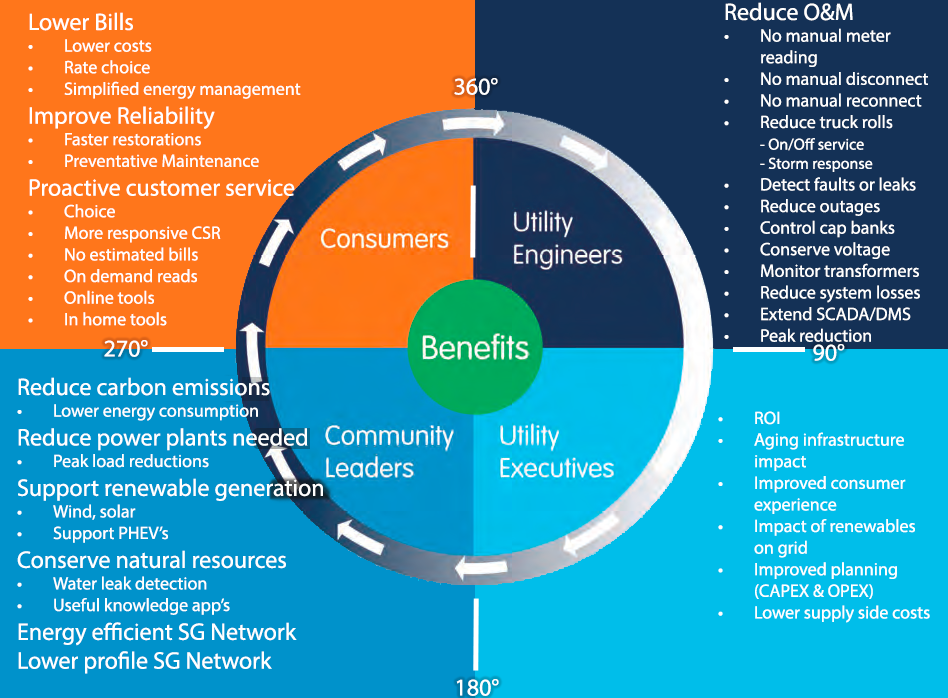 Lower Bills
• Lower costs
• Rate choice
• Simplified energy management
Improve Reliability
• Faster restorations
• Preventative Maintenance
Proactive customer service
• Choice
• More responsive CSR
• No estimated bills
• On demand reads
• Online tools
• In home tools
Reduce O&M
• No manual meter
reading
• No manual disconnect
• No manual reconnect
• Reduce truck rolls
- On/Off service
- Storm response
• Detect faults or leaks
• Reduce outages
• Control cap banks
• Conserve voltage
• Monitor transformers
• Reduce system losses
• Extend SCADA/DMS
• Peak reduction
360°
Consumers
Utility
Engineers
Benefits
270°
90°
Community
Leaders
Utility
Executives
Reduce carbon emissions
• Lower energy consumption
Reduce power plants needed
• Peak load reductions
Support renewable generation
• Wind, solar
• Support PHEV’s
Conserve natural resources
• Water leak detection
• Useful knowledge app’s
Energy efficient SG Network
Lower profile SG Network
• ROI
• Aging infrastructure
impact
• Improved consumer
experience
• Impact of renewables
on grid
• Improved planning
(CAPEX & OPEX)
• Lower supply side costs
180°